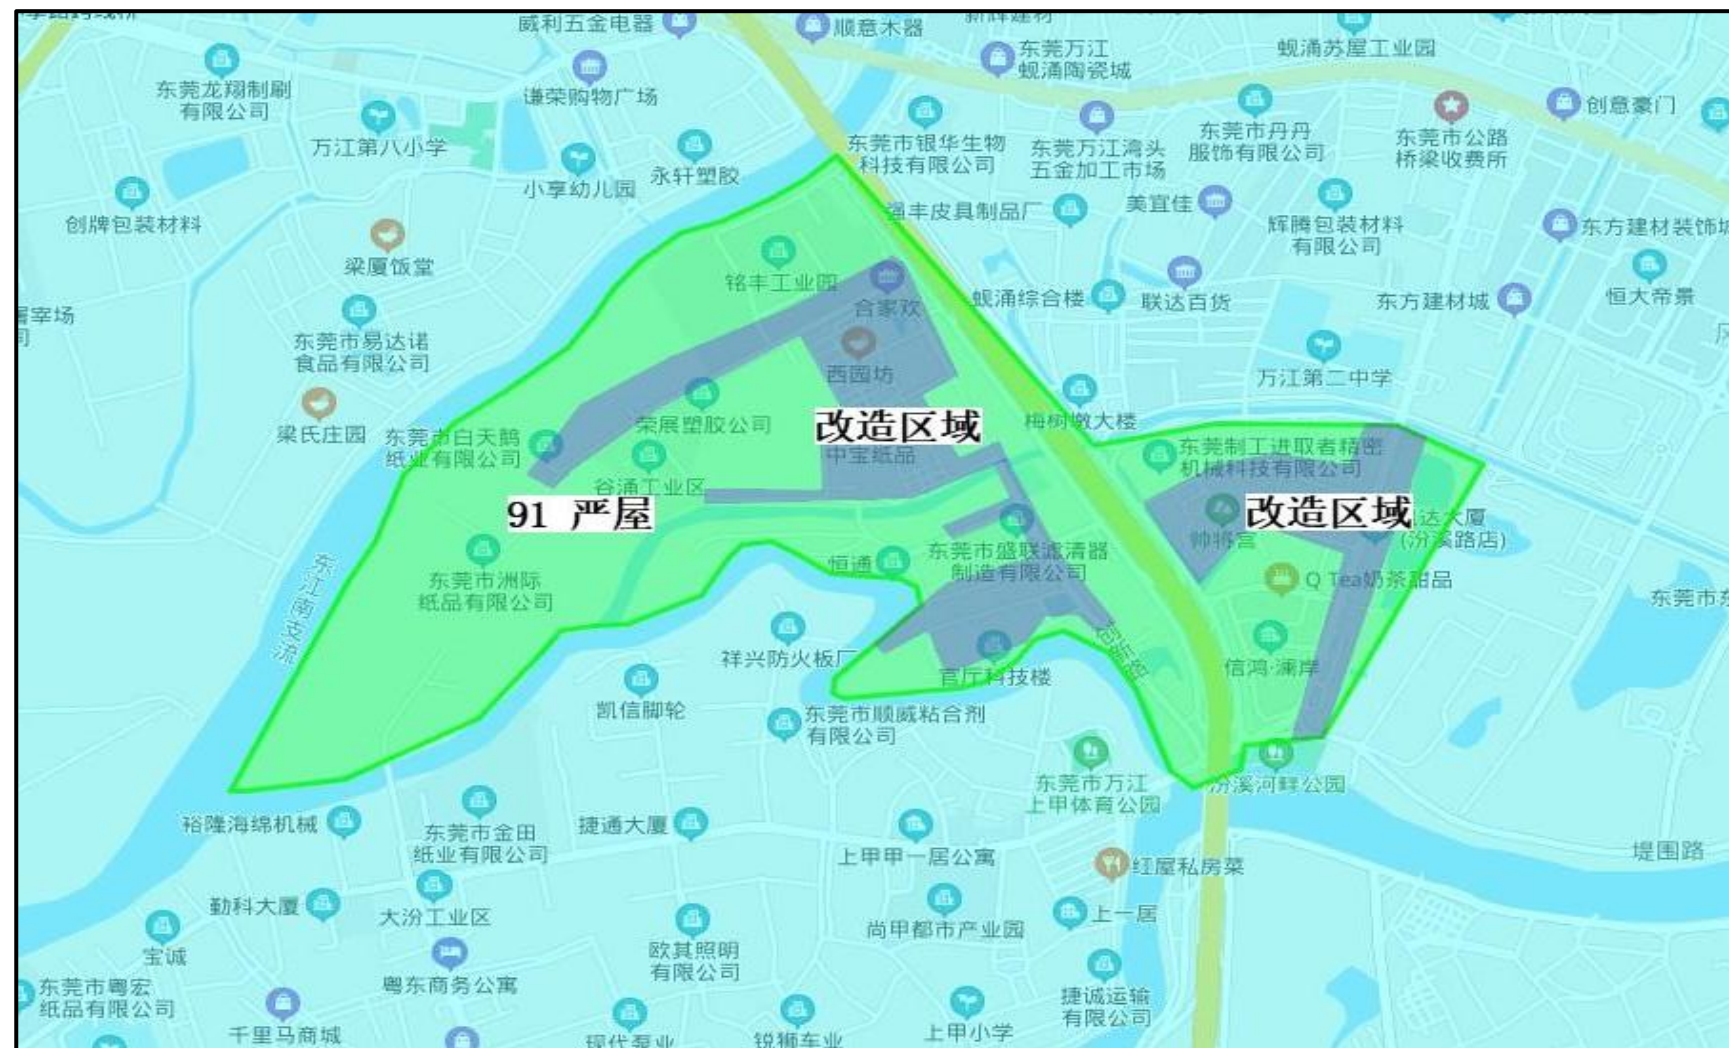 威利五金电器
顺意木器
东莞万江
蚬涌陶瓷城
蚬涌苏屋工业园
东莞龙翔制刷
有限公司
谦荣购物广场
创意豪门
万江第八小学
东莞市银华生物
科技有限公司
东莞万江湾头
五金加工市场
东莞市丹丹
服饰有限公司
东莞市公路
桥梁收费所
小享幼儿园
永轩塑胶
创牌包装材料
强丰皮具制品厂
美宜佳
辉腾包装材料
有限公司
东方建材装饰城
梁厦饭堂
铭丰工业园
合家欢
蚬涌综合楼
联达百货
东方建材城
恒大帝景
屠宰场
司
东莞市易达诺
食品有限公司
西园坊
万江第二中学
梁氏庄园
东莞市白天鹅
纸业有限公司
荣展塑胶公司
改造区域
中宝纸品
梅树墩大楼
东莞制工进取者精密
机械科技有限公司
谷涌工业区
91 严屋
改造区域
达大厦
(汾溪路店)
帅将宫
恒通
东莞市盛联滤清器
制造有限公司
Q Tea奶茶甜品
东莞市洲际
纸品有限公司
东江南支流
东莞市东
祥兴防火板厂
官厅科技楼
信鸿·澜岸
凯信脚轮
东莞市顺威粘合剂
有限公司
东莞市万江
上甲体育公园
汾溪河畔公园
裕隆海绵机械
东莞市金田
纸业有限公司
捷通大厦
上甲甲一居公寓
红屋私房菜
堤围路
勤科大厦
大汾工业区
宝诚
欧其照明
有限公司
尚甲都市产业园
上一居
粤东商务公寓
东莞市粤宏
纸品有限公司
捷诚运输
有限公司
千里马商城
现代泵业
锐狮车业
上甲小学